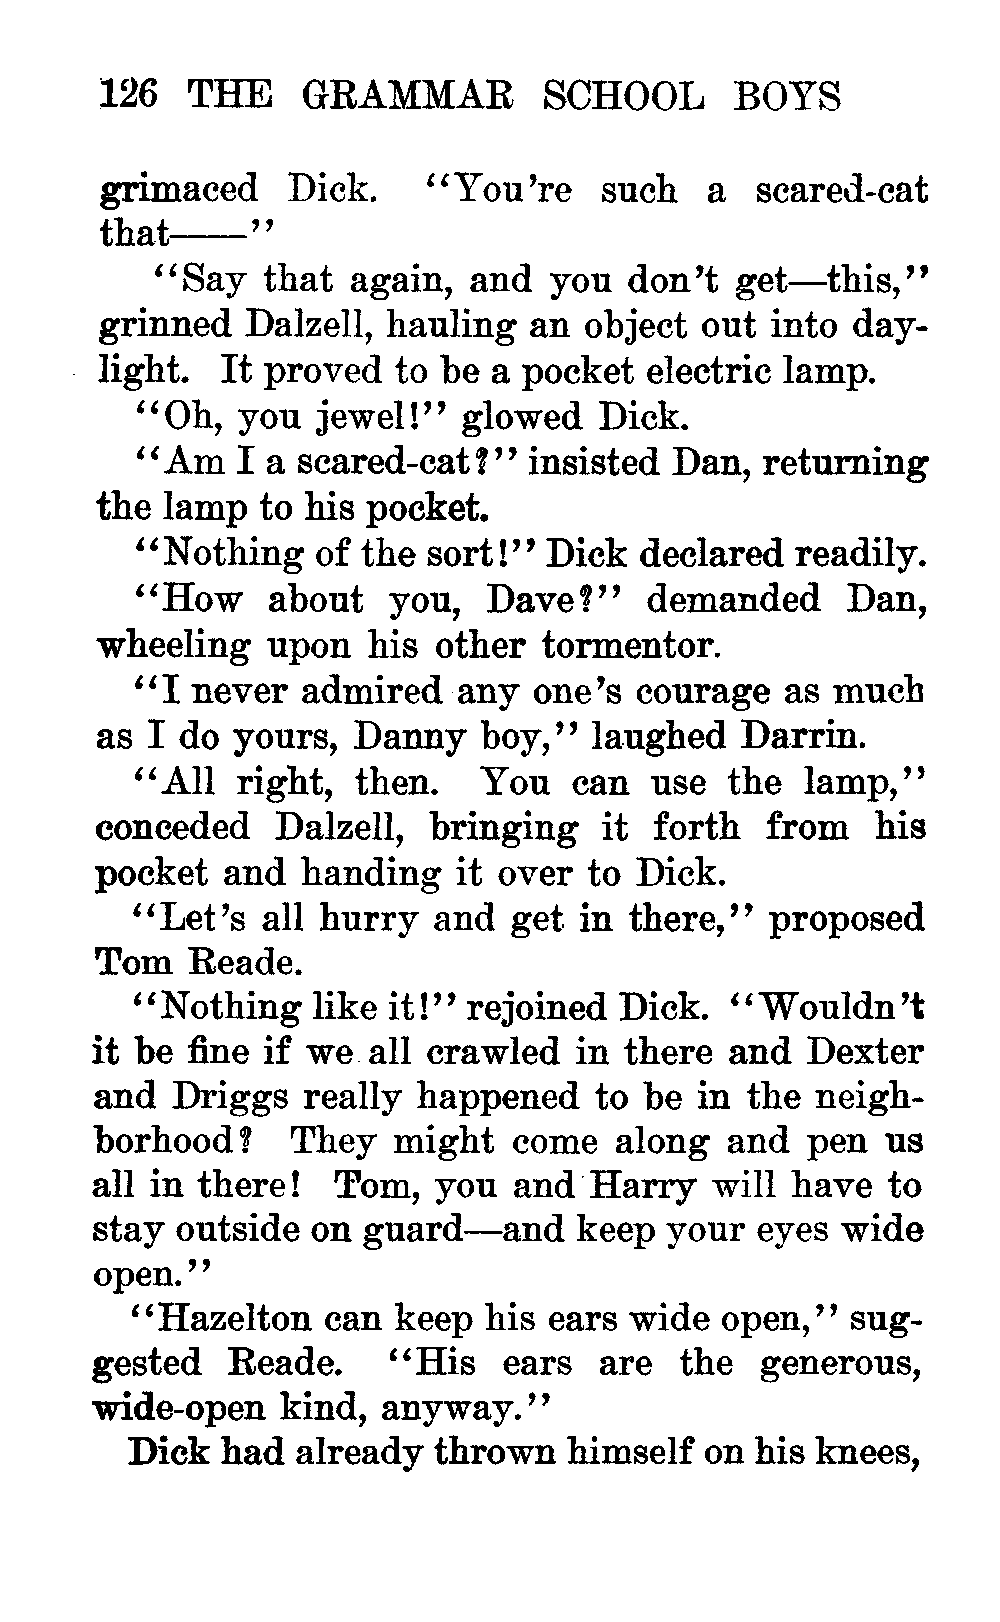 126 THE GRAMMAR SCHOOL BOYS
grimaced Dick. "You're such a scared-cat
that——"
"Say that again, and you don't get—this,"
grinned Dalzell, hauling an object out into day-
light. It proved to be a pocket electric lamp.
"Oh, you jewel!" glowed Dick.
"Am I a scared-cat?" insisted Dan, returning
the lamp to his pocket.
"Nothing of the sort!" Dick declared readily.
"How about you, Dave?" demanded Dan,
wheeling upon his other tormentor.
"I never admired any one's courage as much
as I do yours, Danny boy," laughed Darrin.
"All right, then. You can use the lamp,"
conceded Dalzell, bringing it forth from his
pocket and handing it over to Dick.
"Let's all hurry and get in there," proposed
Tom Reade.
"Nothing like it!" rejoined Dick. "Wouldn't
it be fine if we all crawled in there and Dexter
and Driggs really happened to be in the neigh-
borhood? They might come along and pen us
all in there! Tom, you and Harry will have to
stay outside on guard—and keep your eyes wide
open."
"Hazelton can keep his ears wide open," sug-
gested Reade. "His ears are the generous,
wide-open kind, anyway."
Dick had already thrown himself on his knees,